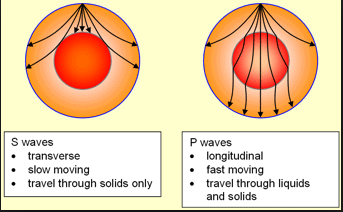 S waves
• transverse
• slow moving
• travel through solids only
P waves
• longitudinal
• fast moving
• travel through liquids
and solids